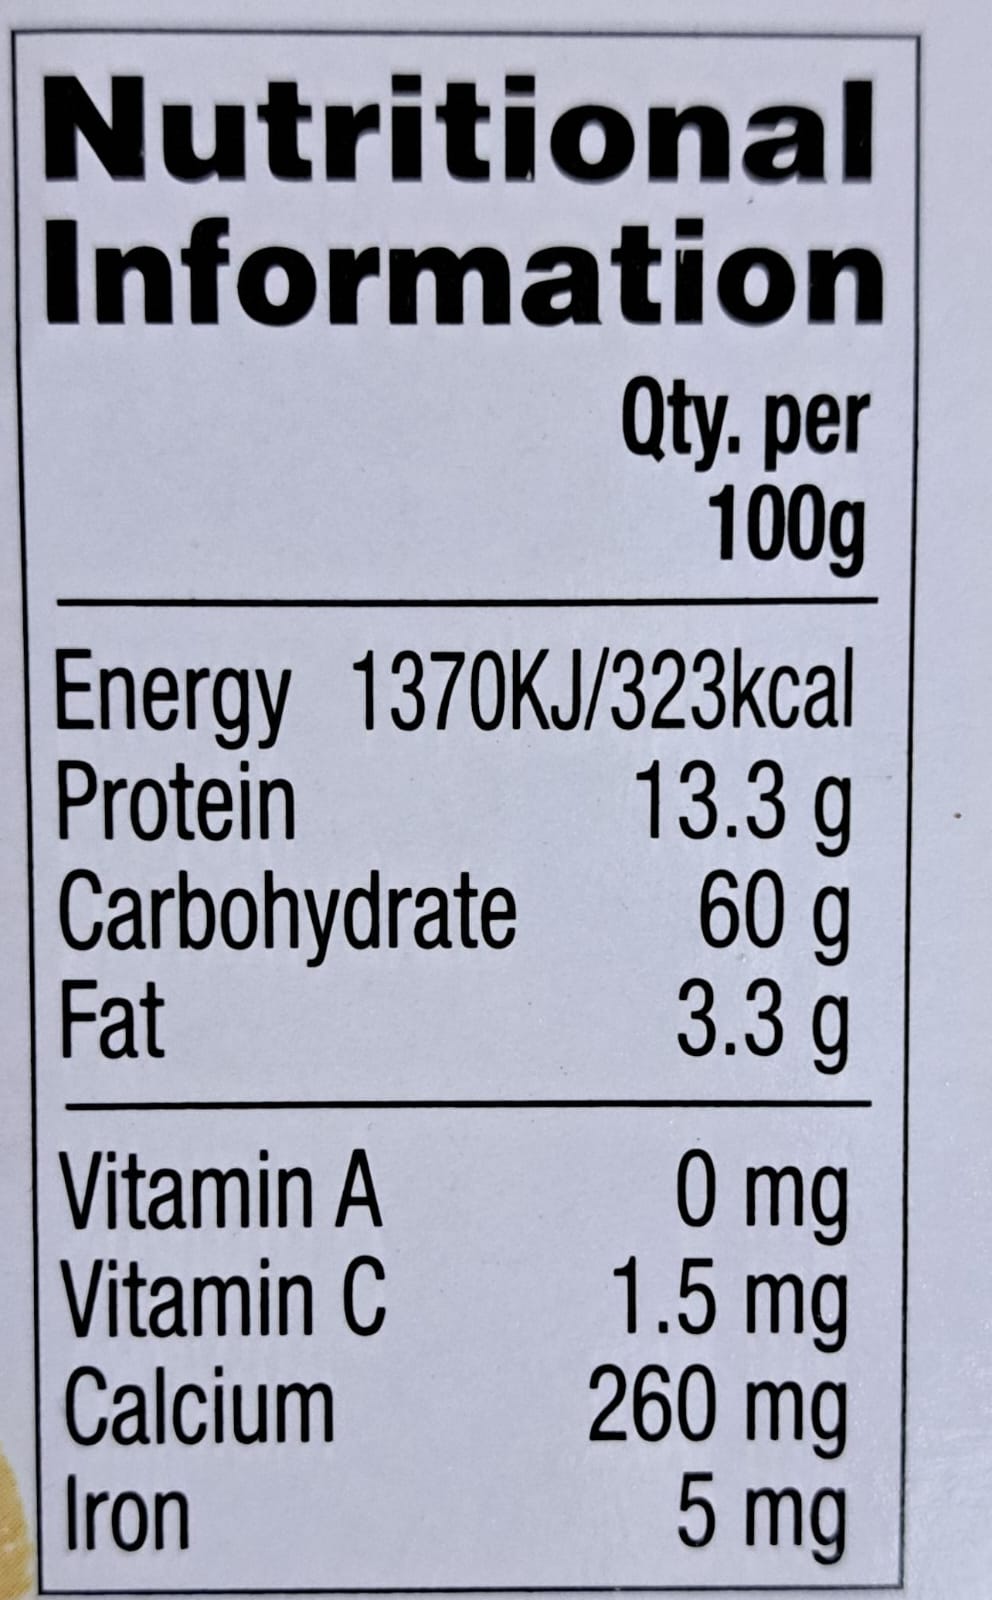 Nutritional
Information
Qty. per
100g
Energy 1370KJ/323kcal
Protein 13.3 g
Carbohydrate 60 g
Fat 3.3 g
Vitamin A 0 mg
Vitamin C 1.5 mg
Calcium 260 mg
Iron 5 mg